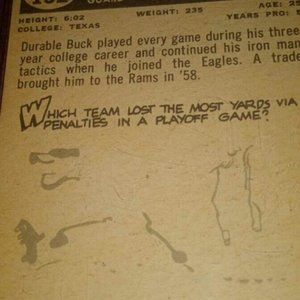 GUARD
HEIGHT: 6:02 WEIGHT: 235 AGE:
COLLEGE: TEXAS YEARS PRO:
Durable Buck played every game during his three
year college career and continued his iron man
tactics when he joined the Eagles. A trade
brought him to the Rams in '58.
WHICH TEAM LOST THE MOST YARDS VIA
PENALTIES IN A PLAYOFF GAME?